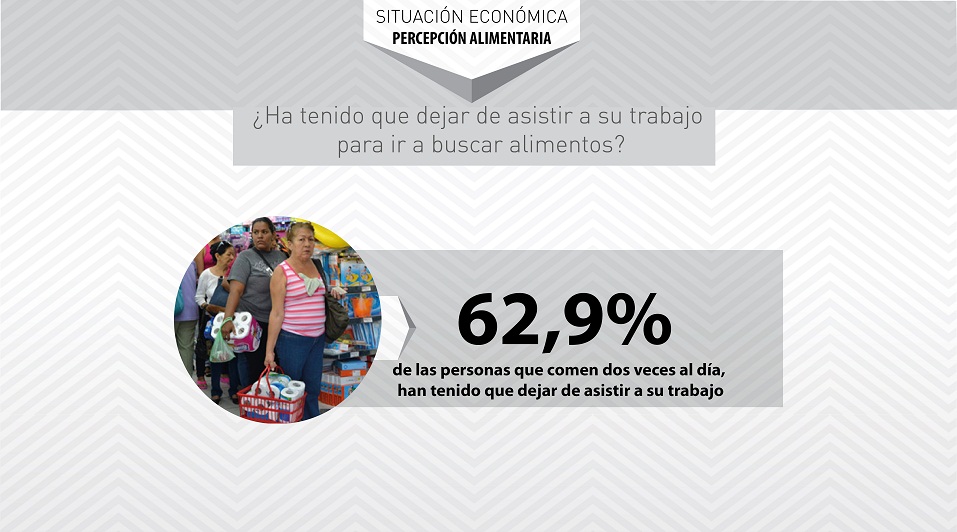 SITUACIÓN ECONÓMICA
PERCEPCIÓN ALIMENTARIA
¿Ha tenido que dejar de asistir a su trabajo
para ir a buscar alimentos?
62,9%
de las personas que comen dos veces al día,
han tenido que dejar de asistir a su trabajo